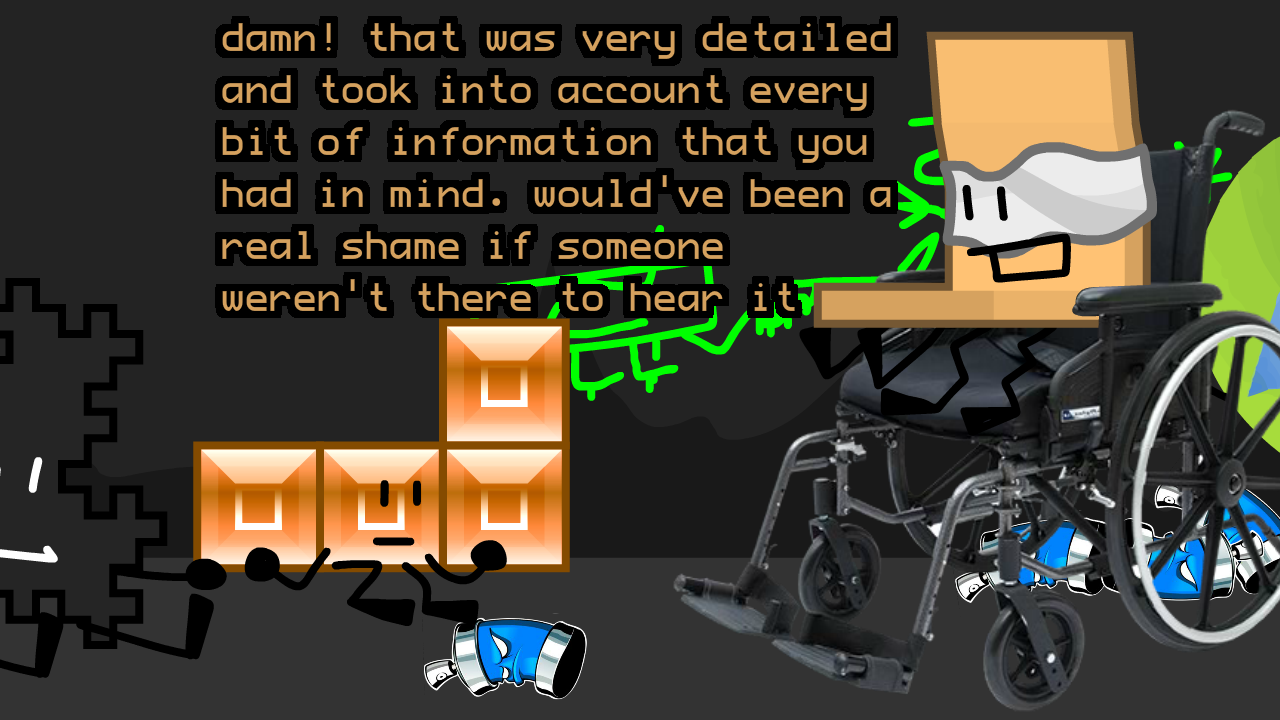 damn! that was very detailed
and took into account every
bit of information that you
had in mind. would've been a
real shame if someone
weren't there to hear it